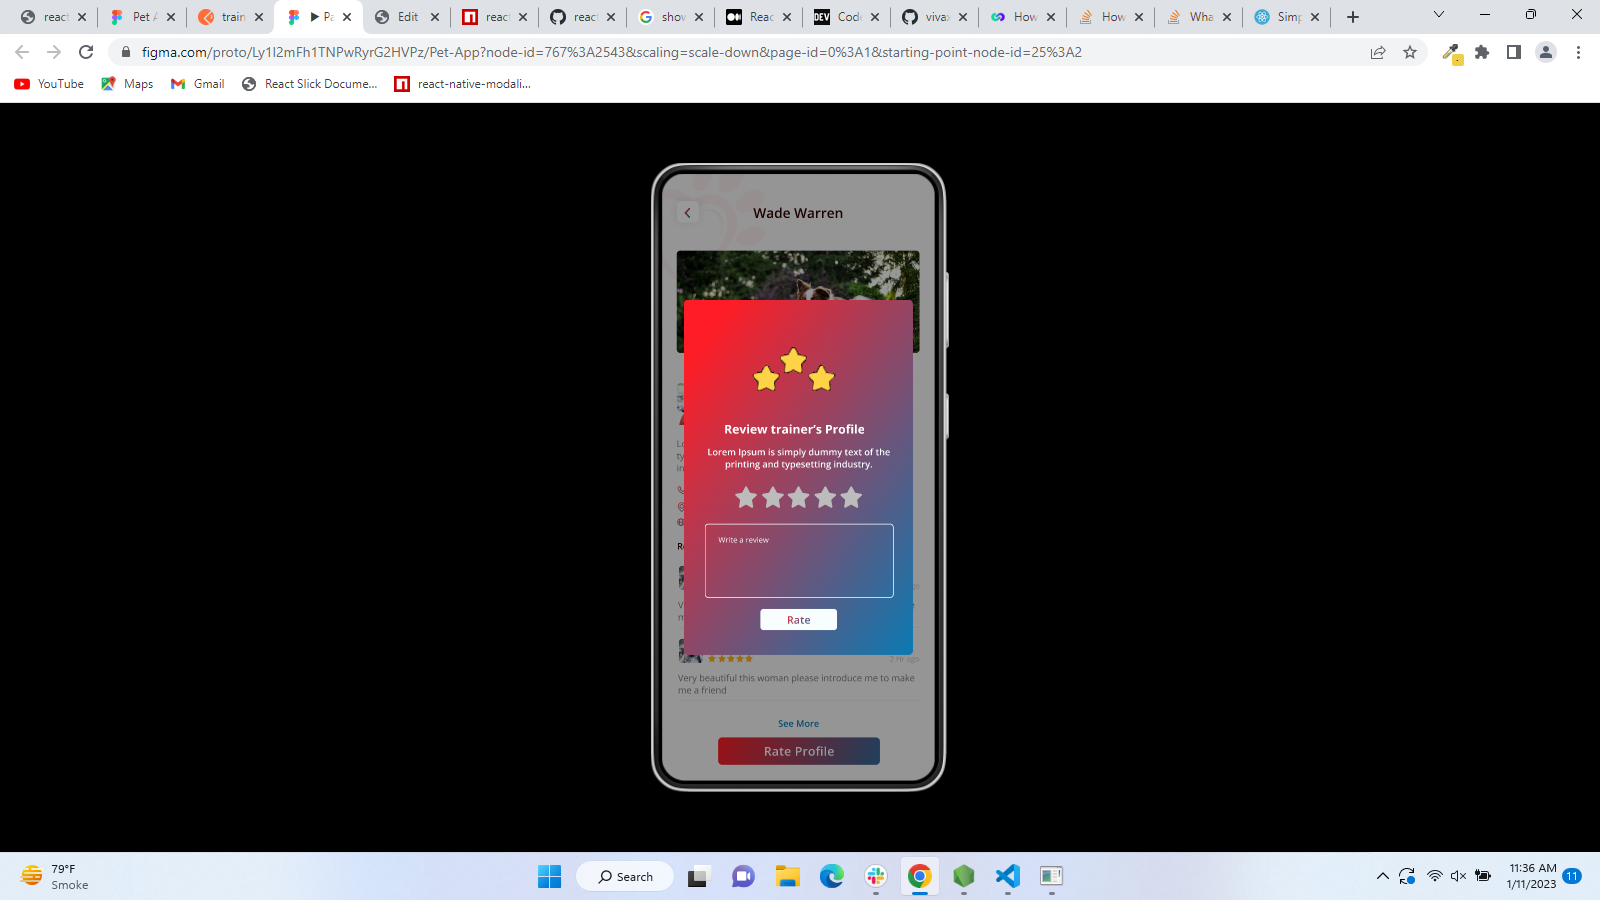 react
Pet A
train
Pa
Edit
react
react
show
Reac
DEV
Code
vivax
How
How
Wha
Simp
figma.com/proto/Ly1I2mFh1TNPwRyrG2HVPz/Pet-App?node-id=767%3A2543&scaling=scale-down&page-id=0%3A1&starting-point-node-id=25%3A2
YouTube
Maps
Gmail
React Slick Docume...
react-native-modali...
Wade Warren
Review trainer’s Profile
Lorem Ipsum is simply dummy text of the
printing and typesetting industry.
Write a review
Rate
2 Hr ago
Very beautiful this woman please introduce me to make
me a friend
See More
Rate Profile
79°F
Smoke
Search
11:36 AM
1/11/2023
11